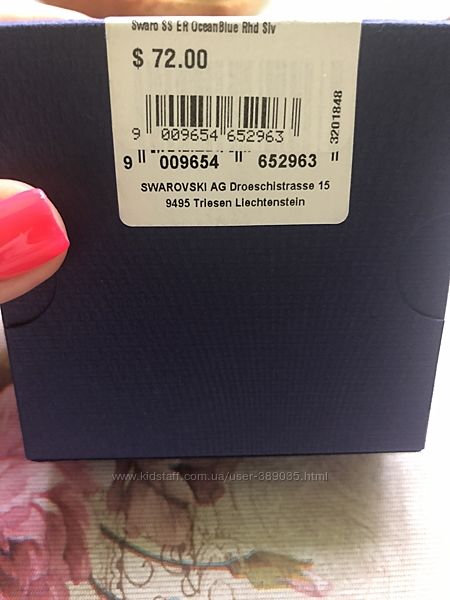 Swaro SS ER OceanBlue Rhd Slv
$ 72.00
9 009654 652963
9 009654 652963
3201848
SWAROVSKI AG Droeschistrasse 15
9495 Triesen Liechtenstein
www.kidstaff.com.ua/user-389035.html